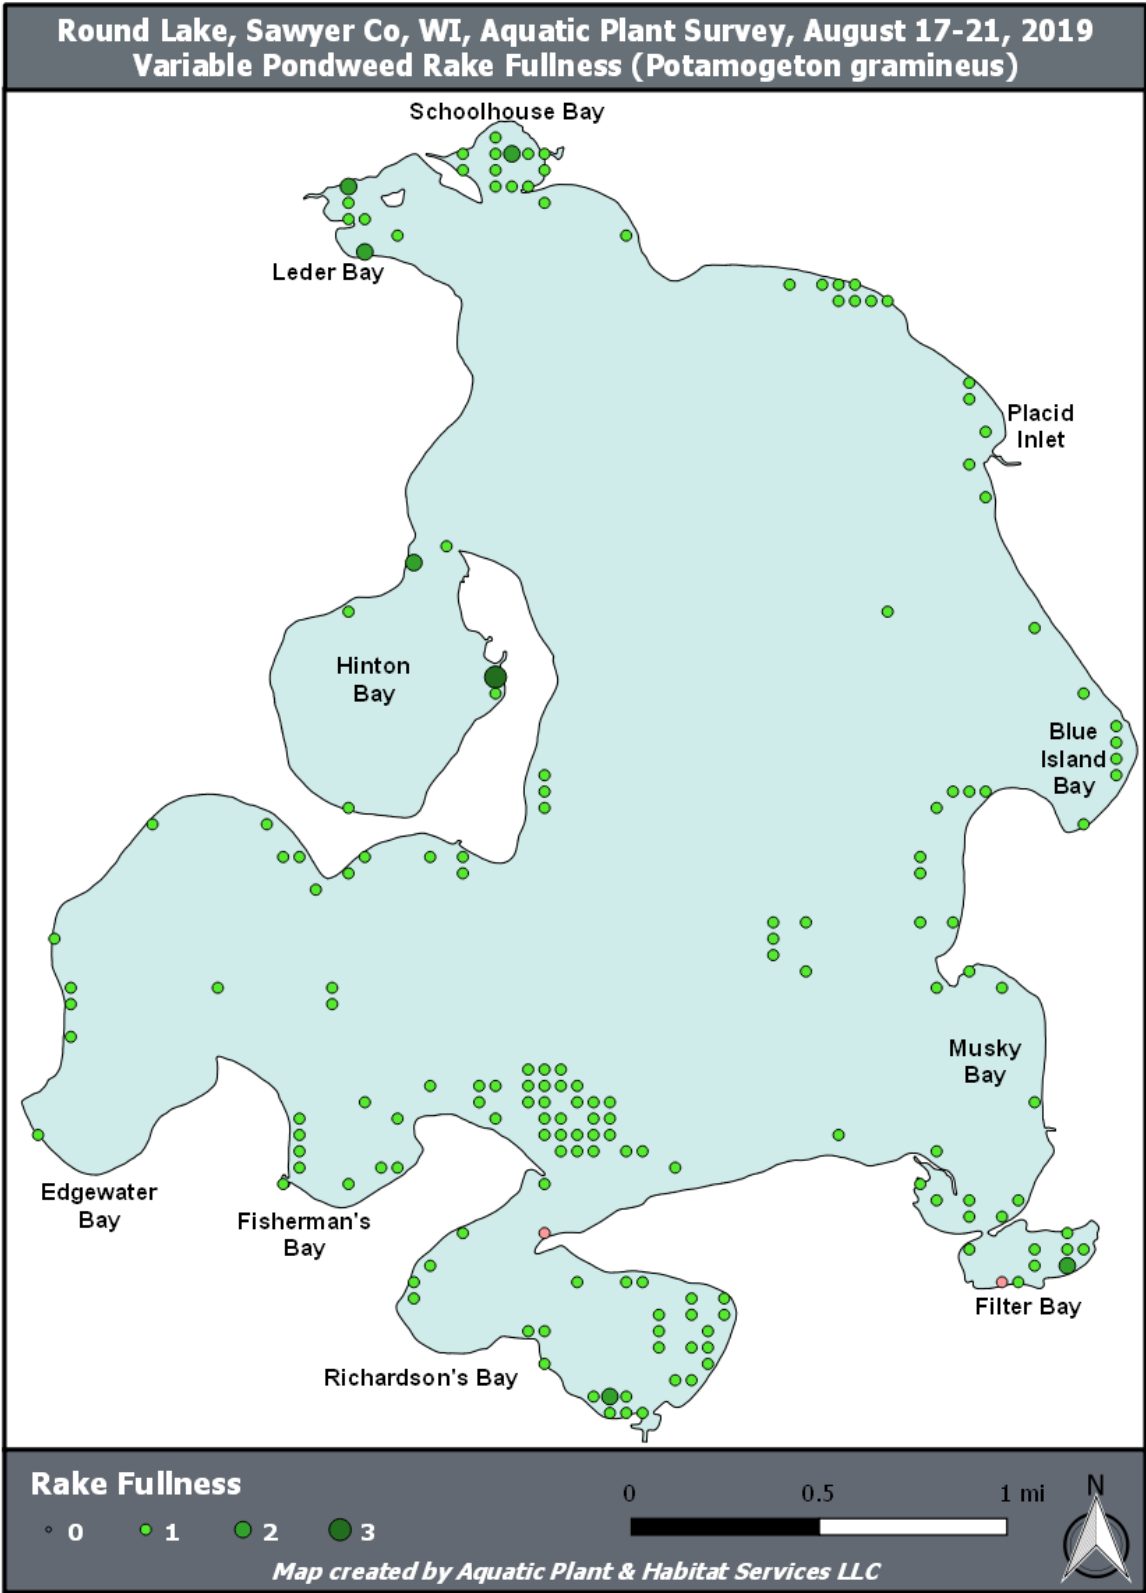 Round Lake, Sawyer Co, WI, Aquatic Plant Survey, August 17-21, 2019
Variable Pondweed Rake Fullness (Potamogeton gramineus)
Schoolhouse Bay
Leder Bay
Placid
Inlet
Hinton
Bay
Blue
Island
Bay
Musky
Bay
Edgewater
Bay
Fisherman's
Bay
Filter Bay
Richardson's Bay
Rake Fullness
0 1 2 3
0 0.5 1 mi
N
Map created by Aquatic Plant & Habitat Services LLC